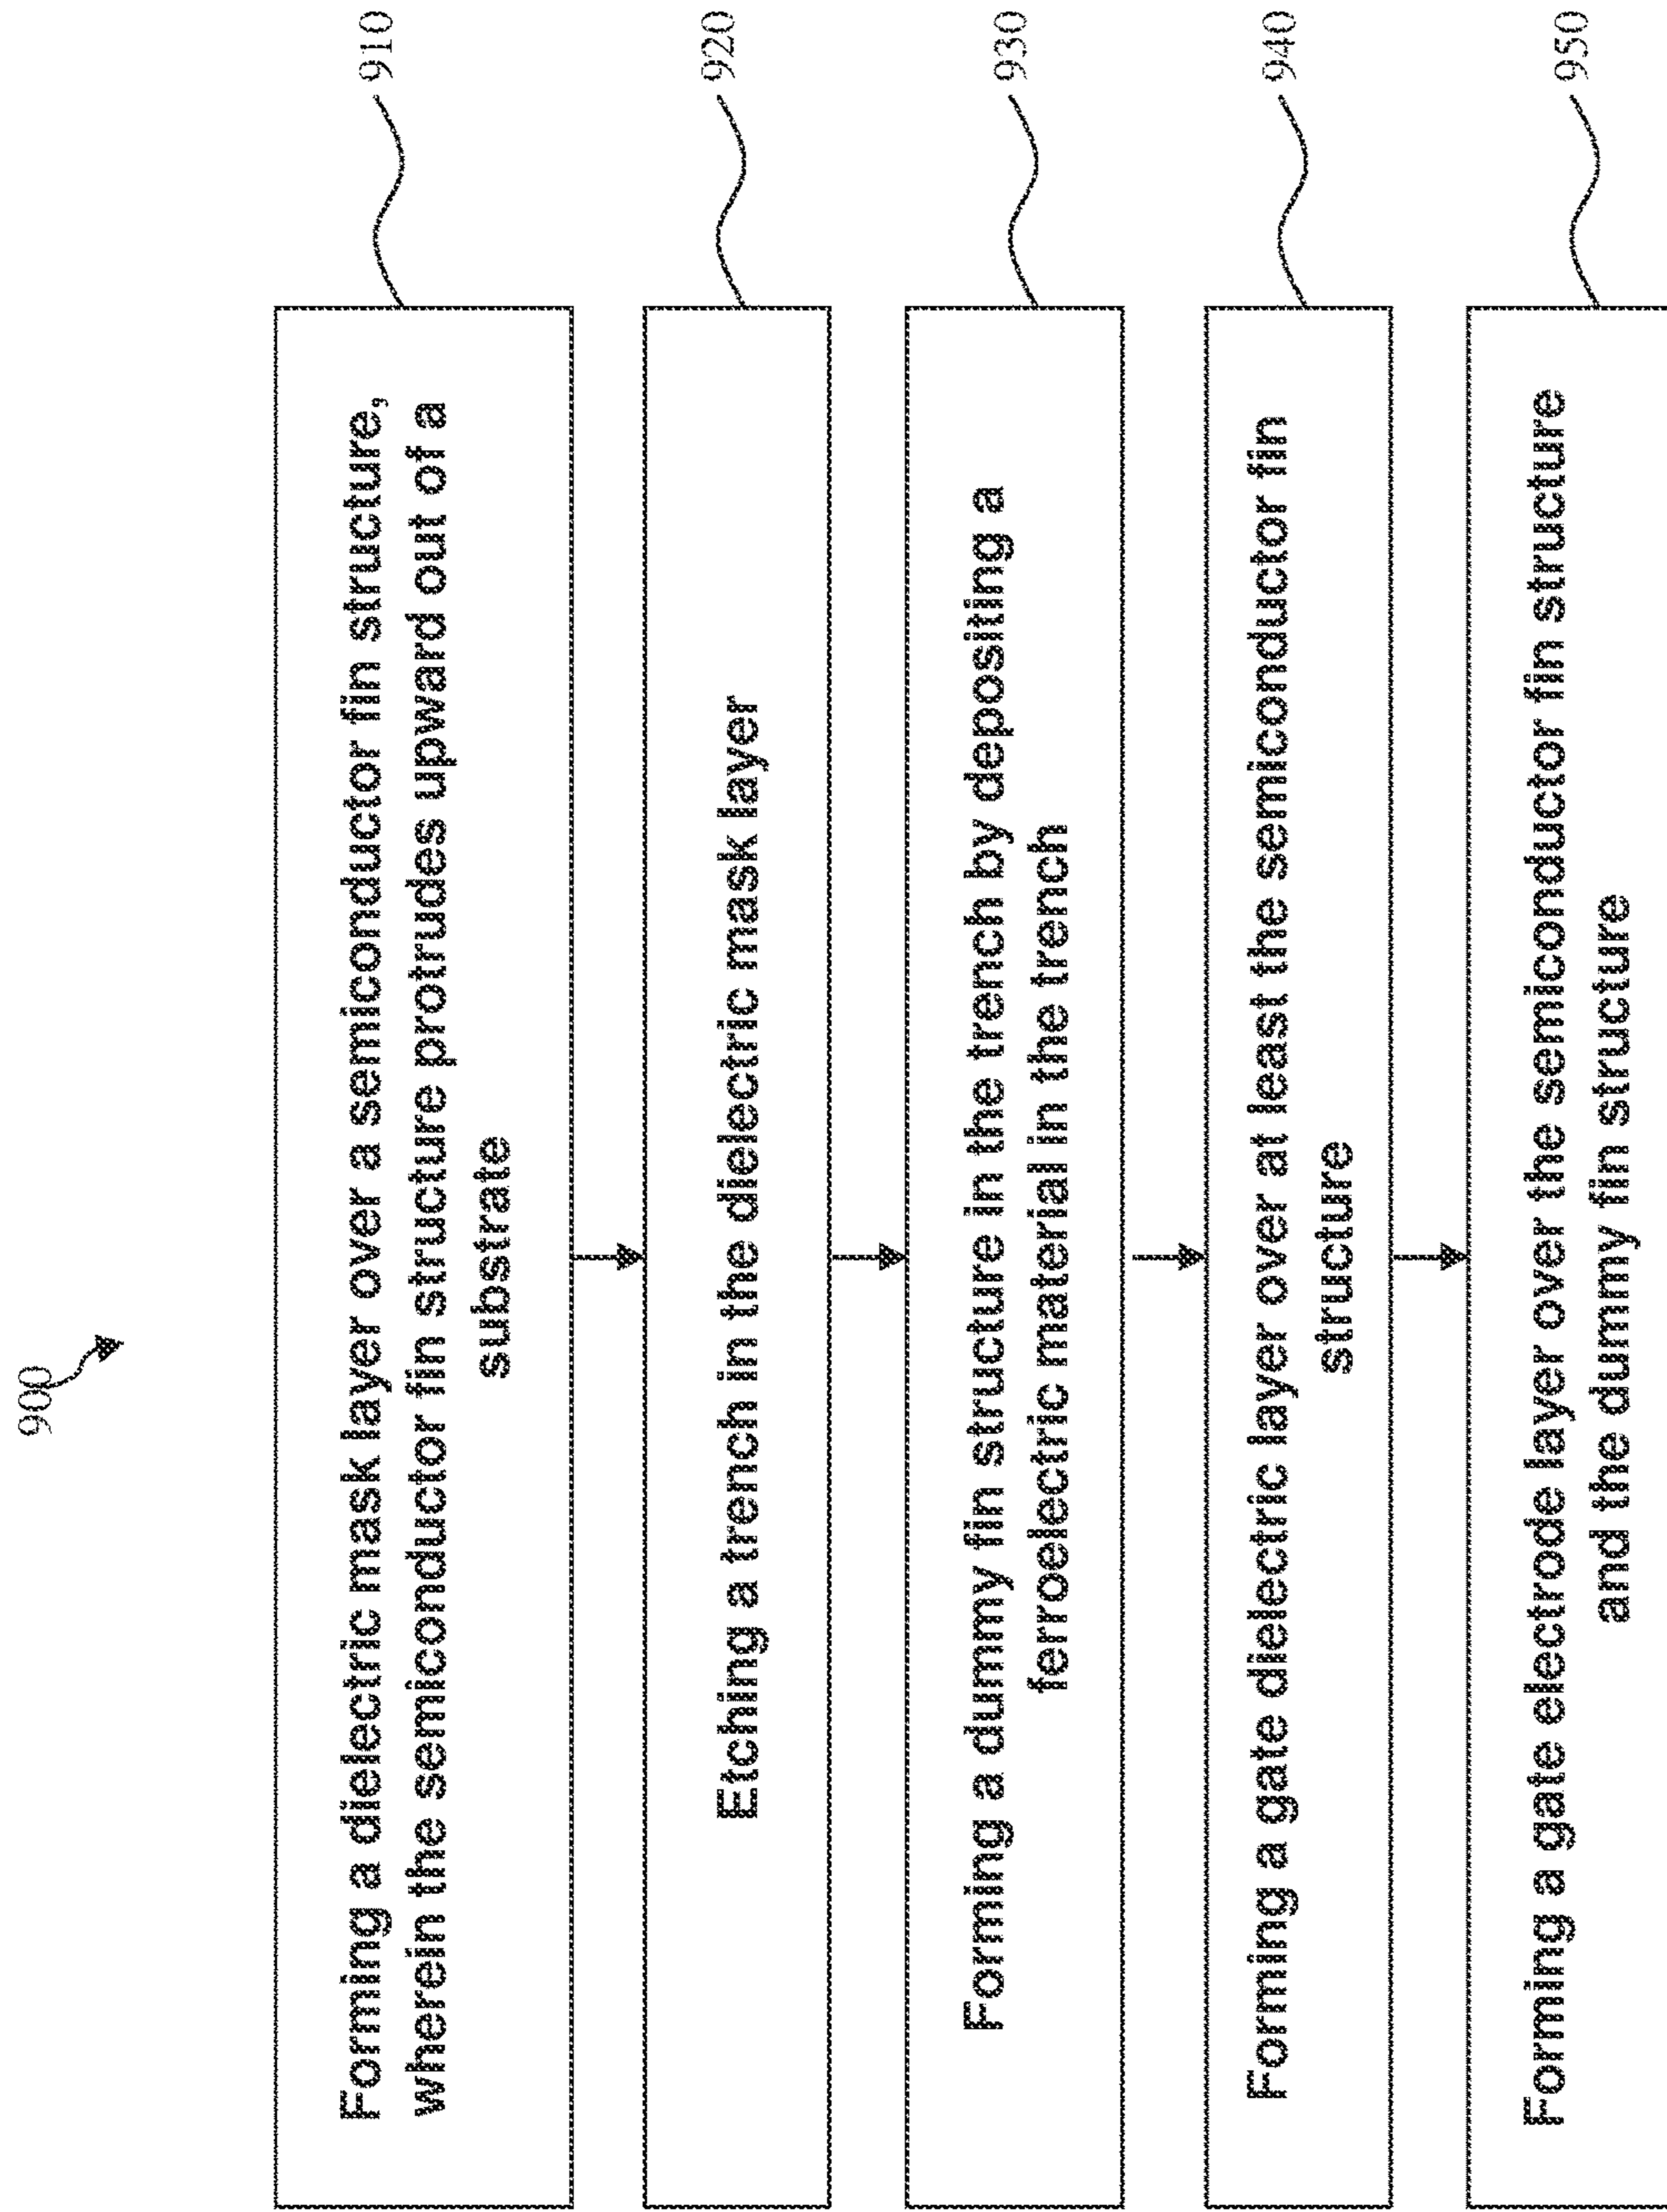 900
Forming a dielectric mask layer over a semiconductor fin structure,
wherein the semiconductor fin structure protrudes upward out of a
substrate
910
Etching a trench in the dielectric mask layer
920
Forming a dummy fin structure in the trench by depositing a
ferroelectric material in the trench
930
Forming a gate dielectric layer over at least the semiconductor fin
structure
940
Forming a gate electrode layer over the semiconductor fin structure
and the dummy fin structure
950